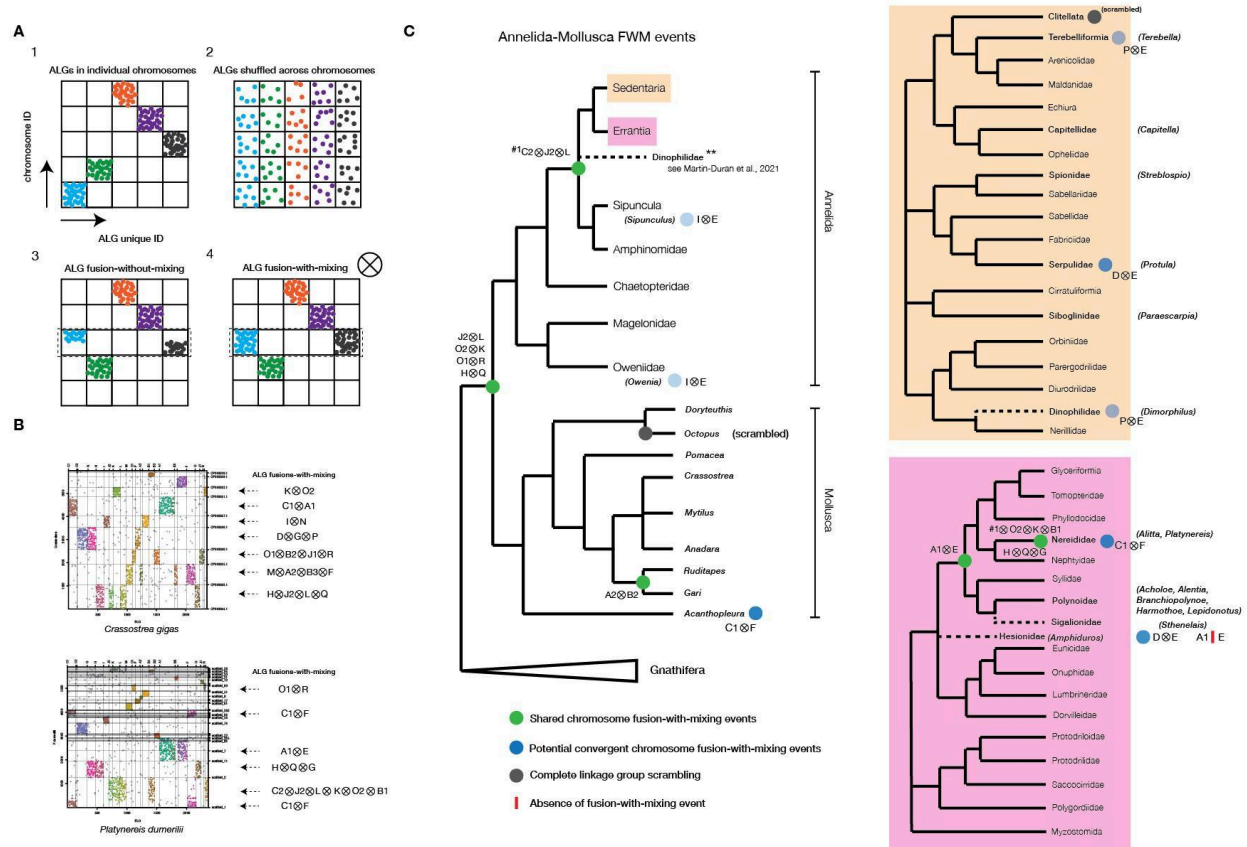 A
1
ALGs in individual chromosomes
2
ALGs shuffled across chromosomes
chromosome ID
ALG unique ID
3
ALG fusion-without-mixing
4
ALG fusion-with-mixing
B
ALG fusions-with-mixing
K⊗O2
C1⊗A1
I⊗N
D⊗G⊗P
O1⊗B2⊗J1⊗R
M⊗A2⊗B3⊗F
H⊗J2⊗L⊗Q
Crassostrea gigas
ALG fusions-with-mixing
O1⊗R
C1⊗F
A1⊗E
H⊗Q⊗G
C2⊗J2⊗L⊗K⊗O2⊗B1
C1⊗F
Platynereis dumerilii
C
Annelida-Mollusca FWM events
Sedentaria
Errantia
#1C2⊗J2⊗L
Dinophilidae **
see Martin-Duran et al., 2021
Sipuncula
(Sipunculus) I⊗E
Amphinomidae
Chaetopteridae
Magelonidae
Oweniidae
(Owenia) I⊗E
J2⊗L
O2⊗K
O1⊗R
H⊗Q
Annelida
Doryteuthis
Octopus (scrambled)
Pomacea
Crassostrea
Mytilus
Anadara
Ruditapes
Gari
A2⊗B2
Acanthopleura
C1⊗F
Mollusca
Gnathifera
Shared chromosome fusion-with-mixing events
Potential convergent chromosome fusion-with-mixing events
Complete linkage group scrambling
Absence of fusion-with-mixing event
Clitellata (scrambled)
Terebelliformia (Terebella)
P⊗E
Arenicolidae
Maldanidae
Echiura
Capitellidae (Capitella)
Ophelidae
Spionidae (Streblospio)
Sabellariidae
Sabellidae
Fabriciidae
Serpulidae (Protula)
D⊗E
Cirratuliformia
Siboglinidae (Paraescarpia)
Orbiniidae
Parergodrilidae
Diurodrilidae
Dinophilidae (Dimorphilus)
P⊗E
Nerillidae
Glyceriformia
Tomopteridae
Phyllodocidae
#1⊗O2⊗K⊗B1
Nereididae (Alitta, Platynereis)
C1⊗F
H⊗Q⊗G
Nephtyidae
A1⊗E
Syllidae
Polynoidae
(Acholoe, Alentia,
Branchiopolynoe,
Harmothoe, Lepidonotus)
Sigalionidae
(Sthenelais)
D⊗E A1 E
Hesionidae (Amphiduros)
Eunicidae
Onuphidae
Lumbrineridae
Dorvilleidae
Protodriloidae
Protodrilidae
Saccocirridae
Polygordiidae
Myzostomida